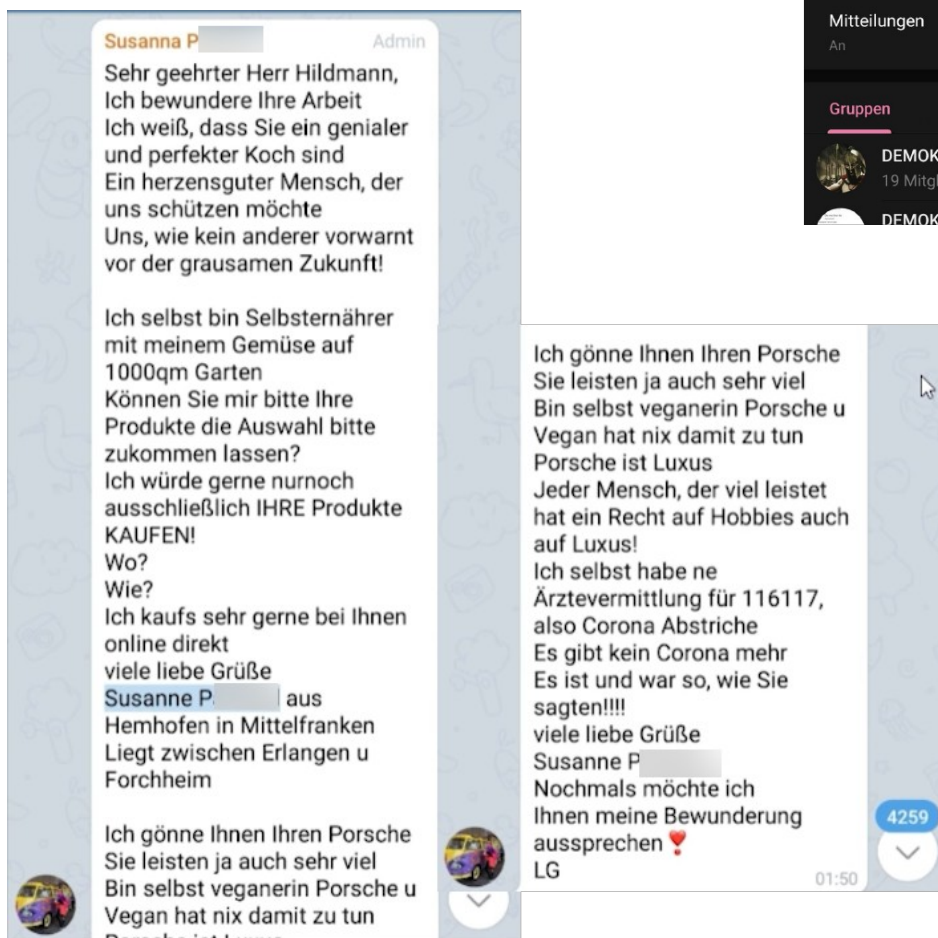 Susanna P
Admin
Sehr geehrter Herr Hildmann,
Ich bewundere Ihre Arbeit
Ich weiß, dass Sie ein genialer
und perfekter Koch sind
Ein herzensguter Mensch, der
uns schützen möchte
Uns, wie kein anderer vorwarnt
vor der grausamen Zukunft!
Ich selbst bin Selbsternährer
mit meinem Gemüse auf
1000qm Garten
Können Sie mir bitte Ihre
Produkte die Auswahl bitte
zukommen lassen?
Ich würde gerne nurnoch
ausschließlich IHRE Produkte
KAUFEN!
Wo?
Wie?
Ich kaufs sehr gerne bei Ihnen
online direkt
viele liebe Grüße
Susanne P aus
Hemhofen in Mittelfranken
Liegt zwischen Erlangen u
Forchheim
Ich gönne Ihnen Ihren Porsche
Sie leisten ja auch sehr viel
Bin selbst veganerin Porsche u
Vegan hat nix damit zu tun
Mitteilungen
An
Gruppen
DEMOK
19 Mitgl
DEMOK
Ich gönne Ihnen Ihren Porsche
Sie leisten ja auch sehr viel
Bin selbst veganerin Porsche u
Vegan hat nix damit zu tun
Porsche ist Luxus
Jeder Mensch, der viel leistet
hat ein Recht auf Hobbies auch
auf Luxus!
Ich selbst habe ne
Ärztevermittlung für 116117,
also Corona Abstriche
Es gibt kein Corona mehr
Es ist und war so, wie Sie
sagten!!!!
viele liebe Grüße
Susanne P
Nochmals möchte ich
Ihnen meine Bewunderung
aussprechen ❣️
LG
01:50
4259